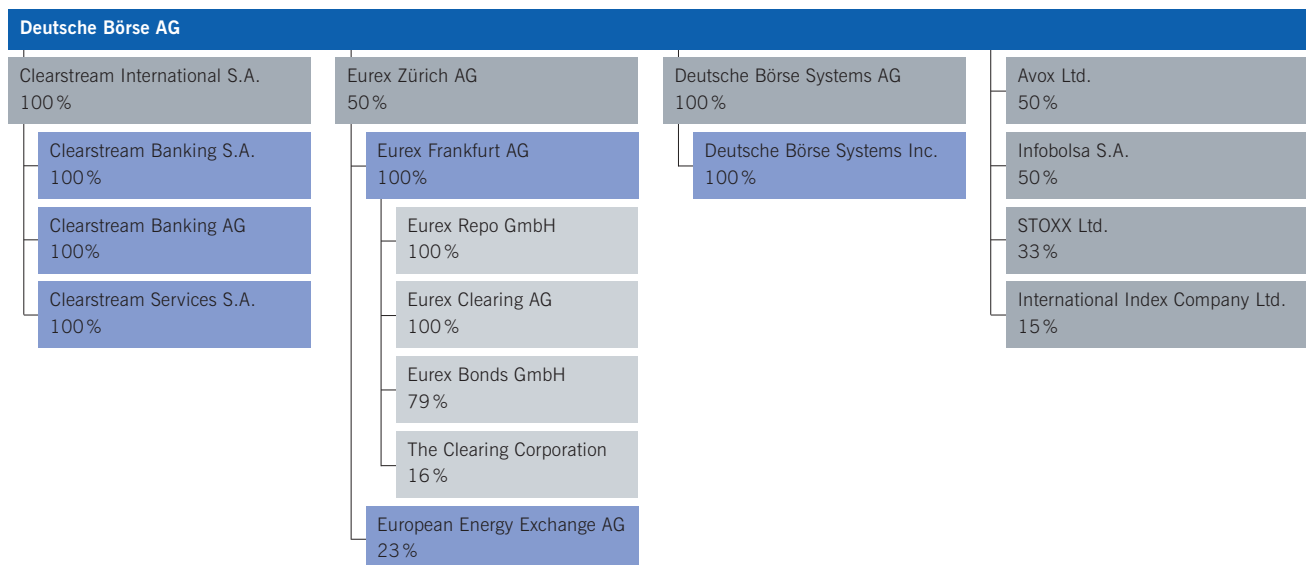 Deutsche Börse AG
Clearstream International S.A.
100 %
Clearstream Banking S.A.
100 %
Clearstream Banking AG
100%
Clearstream Services S.A.
100 %
Eurex Zürich AG
50 %
Eurex Frankfurt AG
100%
Eurex Repo GmbH
100 %
Eurex Clearing AG
100 %
Eurex Bonds GmbH
79 %
The Clearing Corporation
16 %
European Energy Exchange AG
23 %
Deutsche Börse Systems AG
100 %
Deutsche Börse Systems Inc.
100 %
Avox Ltd.
50 %
Infobolsa S.A.
50 %
STOXX Ltd.
33 %
International Index Company Ltd.
15 %